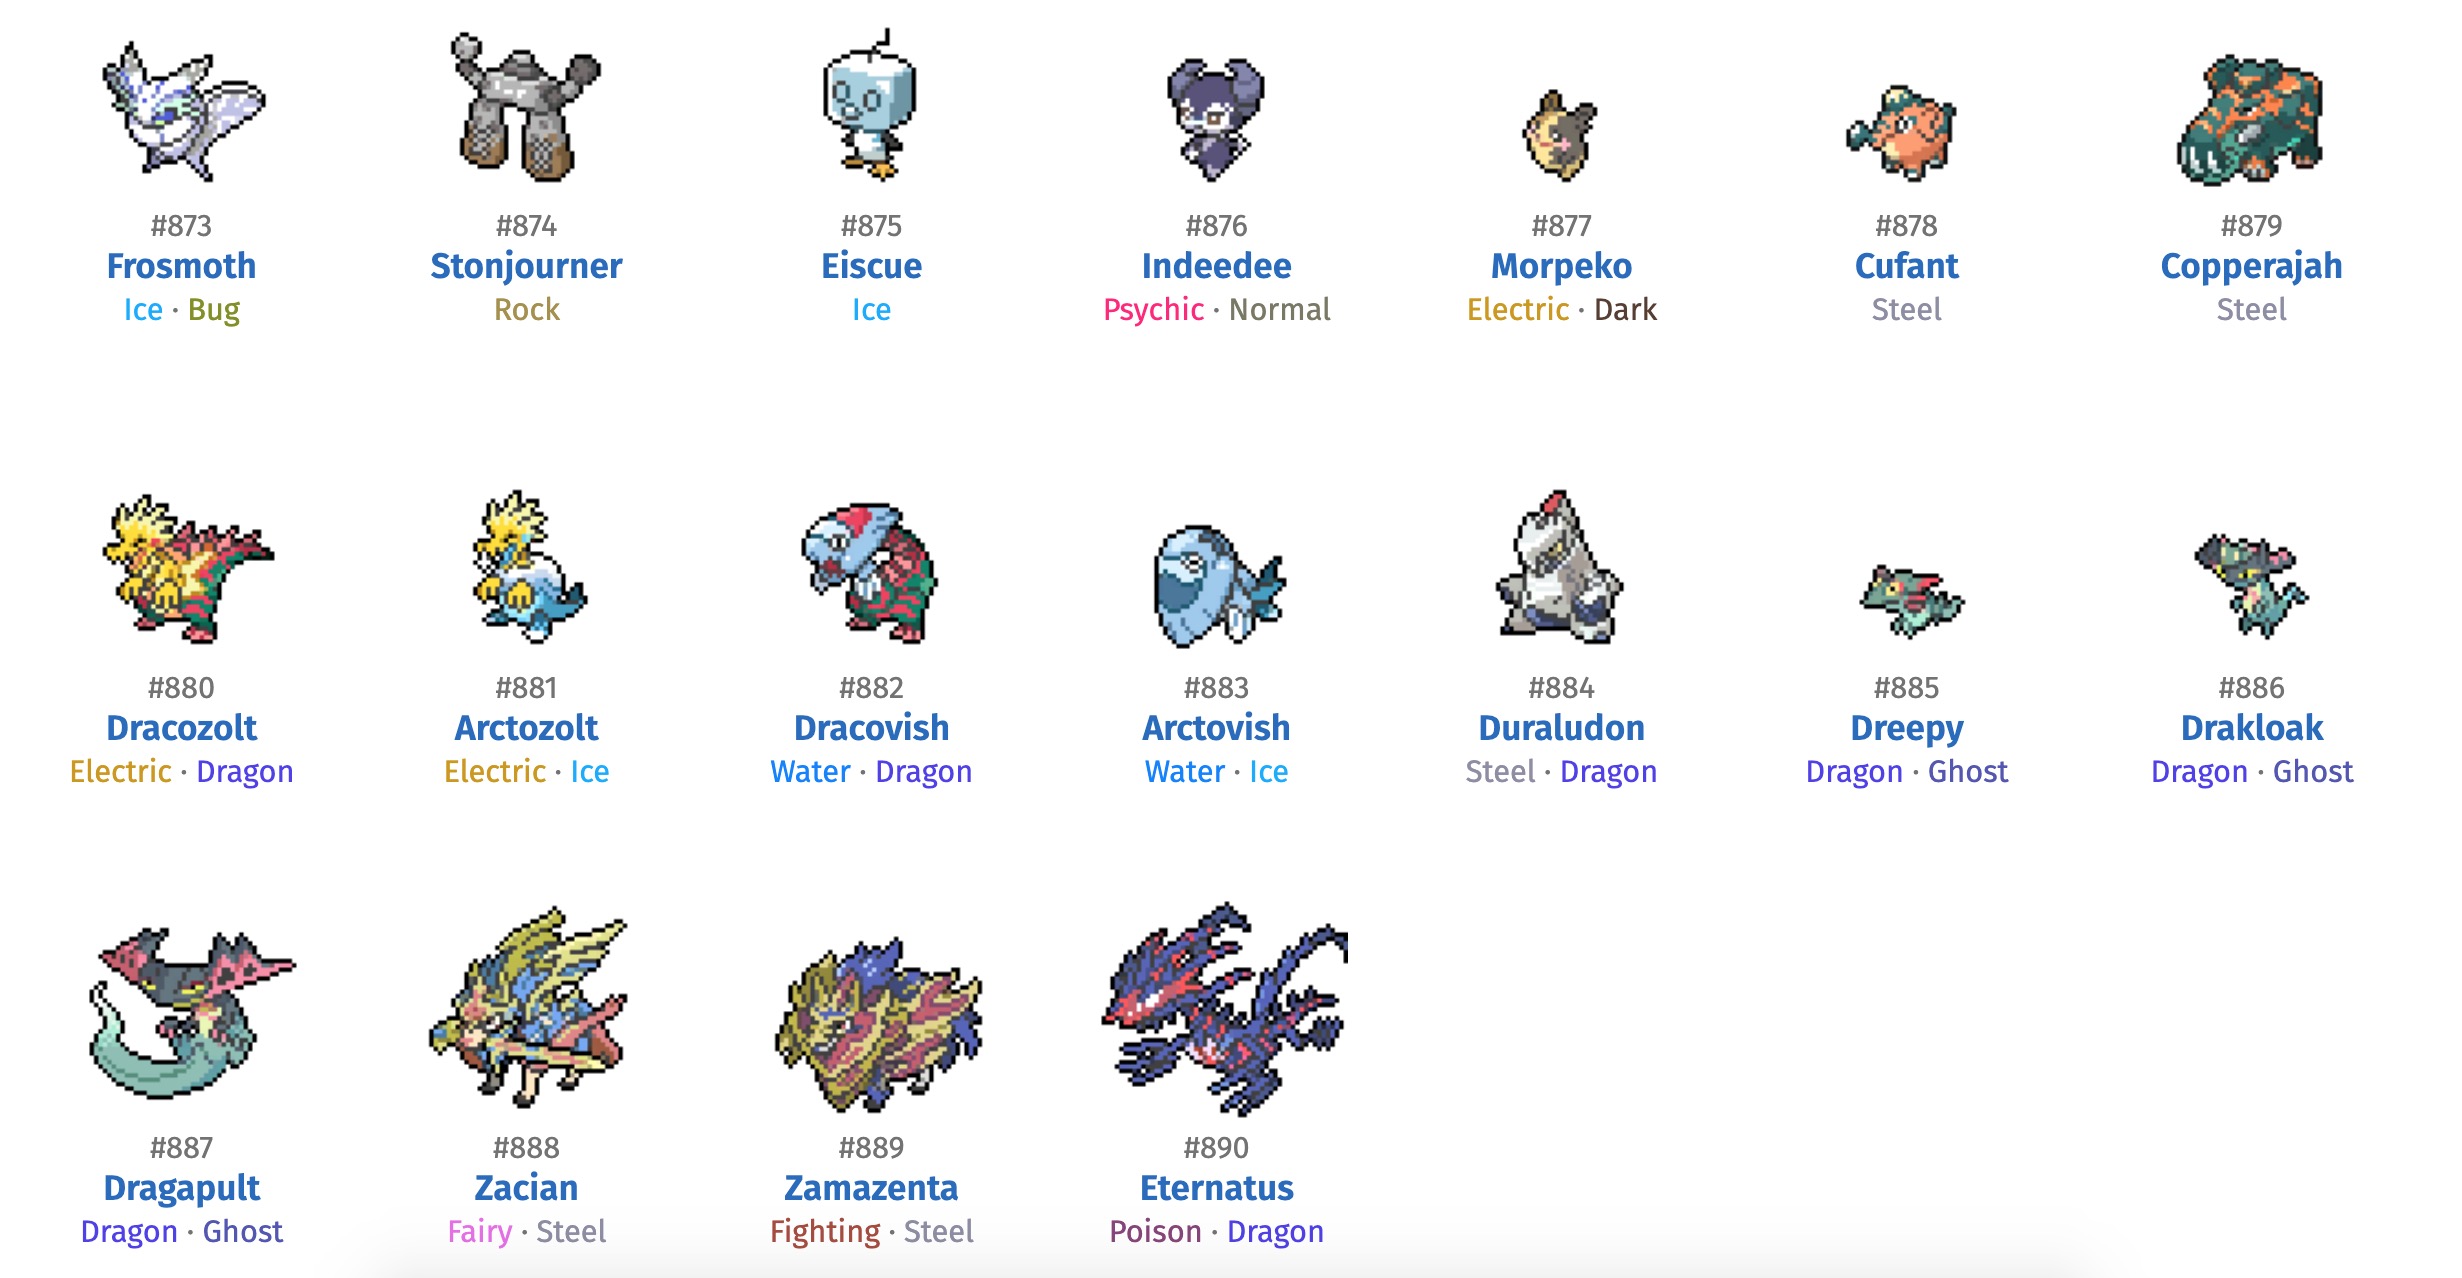 #873 #874 #875 #876 #877 #878 #879
Frosmoth Stonjourner Eiscue Indeedee Morpeko Cufant Copperajah
Ice · Bug Rock Ice Psychic · Normal Electric · Dark Steel Steel
#880 #881 #882 #883 #884 #885 #886
Dracozolt Arctozolt Dracovish Arctovish Duraludon Dreepy Drakloak
Electric · Dragon Electric · Ice Water · Dragon Water · Ice Steel · Dragon Dragon · Ghost Dragon · Ghost
#887 #888 #889 #890
Dragapult Zacian Zamazenta Eternatus
Dragon · Ghost Fairy · Steel Fighting · Steel Poison · Dragon